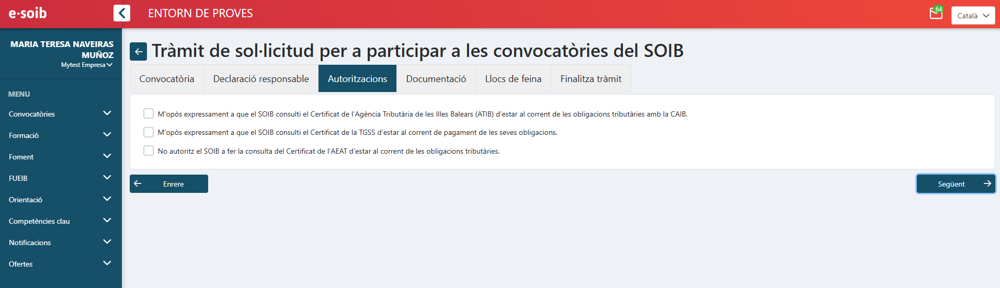 e·soib
ENTORN DE PROVES
64
Català
MARIA TERESA NAVEIRAS
MUÑOZ
Mytest Empresa
MENU
Convocatòries
Formació
Foment
FUEIB
Orientació
Competències clau
Notificacions
Ofertes
Tràmit de sol·licitud per a participar a les convocatòries del SOIB
Convocatòria
Declaració responsable
Autoritzacions
Documentació
Llocs de feina
Finalitza tràmit
M'opòs expressament a que el SOIB consulti el Certificat de l’Agència Tributària de les Illes Balears (ATIB) d’estar al corrent de les obligacions tributàries amb la CAIB.
M'opòs expressament a que el SOIB consulti el Certificat de la TGSS d’estar al corrent de pagament de les seves obligacions.
No autoritz el SOIB a fer la consulta del Certificat de l’AEAT d’estar al corrent de les obligacions tributàries.
Enrere
Següent